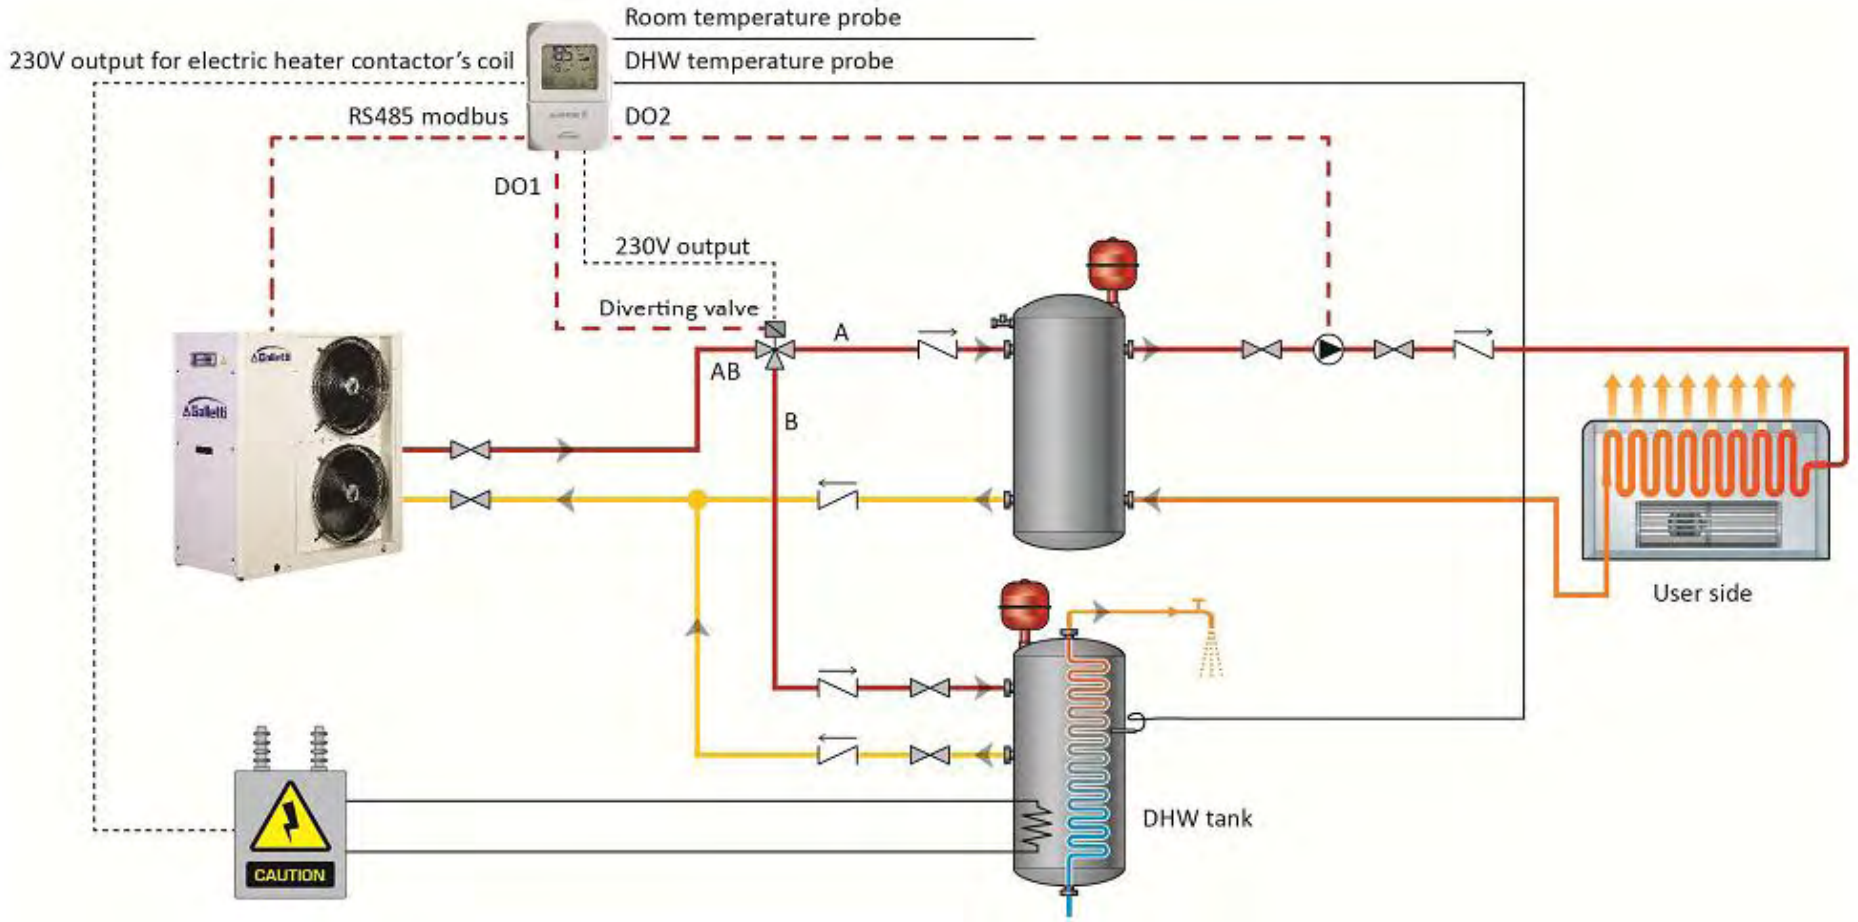 Room temperature probe
230V output for electric heater contactor's coil
DHW temperature probe
RS485 modbus
DO2
DO1
230V output
Diverting valve
A
AB
B
Galletti
Galletti
User side
DHW tank
CAUTION